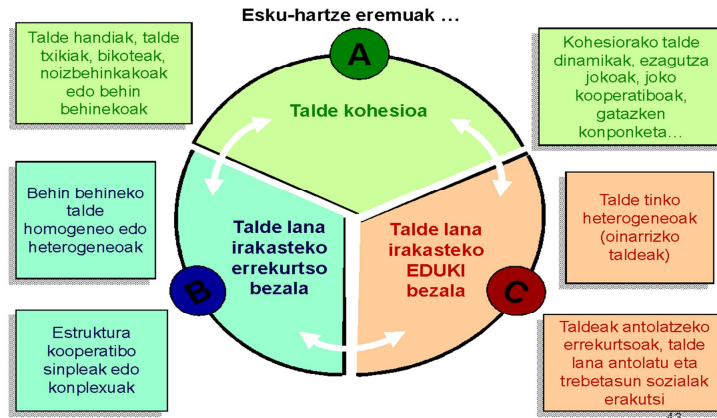 Esku-hartze eremuak …
Talde handiak, talde
txikiak, bikoteak,
noizbehinkakoak
edo behin
behinekoak
A
Talde kohesioa
Kohesiorako talde
dinamikak, ezagutza
jokoak, joko
kooperatiboak,
gatazken
konponketa…
Behin behineko
talde
homogeneo edo
heterogeneoak
Talde lana
irakasteko
errekurtso
bezala
B
Talde lana
irakasteko
EDUKI
bezala
C
Talde tinko
heterogeneoak
(oinarrizko
taldeak)
Estruktura
kooperatibo
sinpleak edo
konplexuak
Taldeak antolatzeko
errekurtsoak, talde
lana antolatu eta
trebetasun sozialak
erakutsi
43